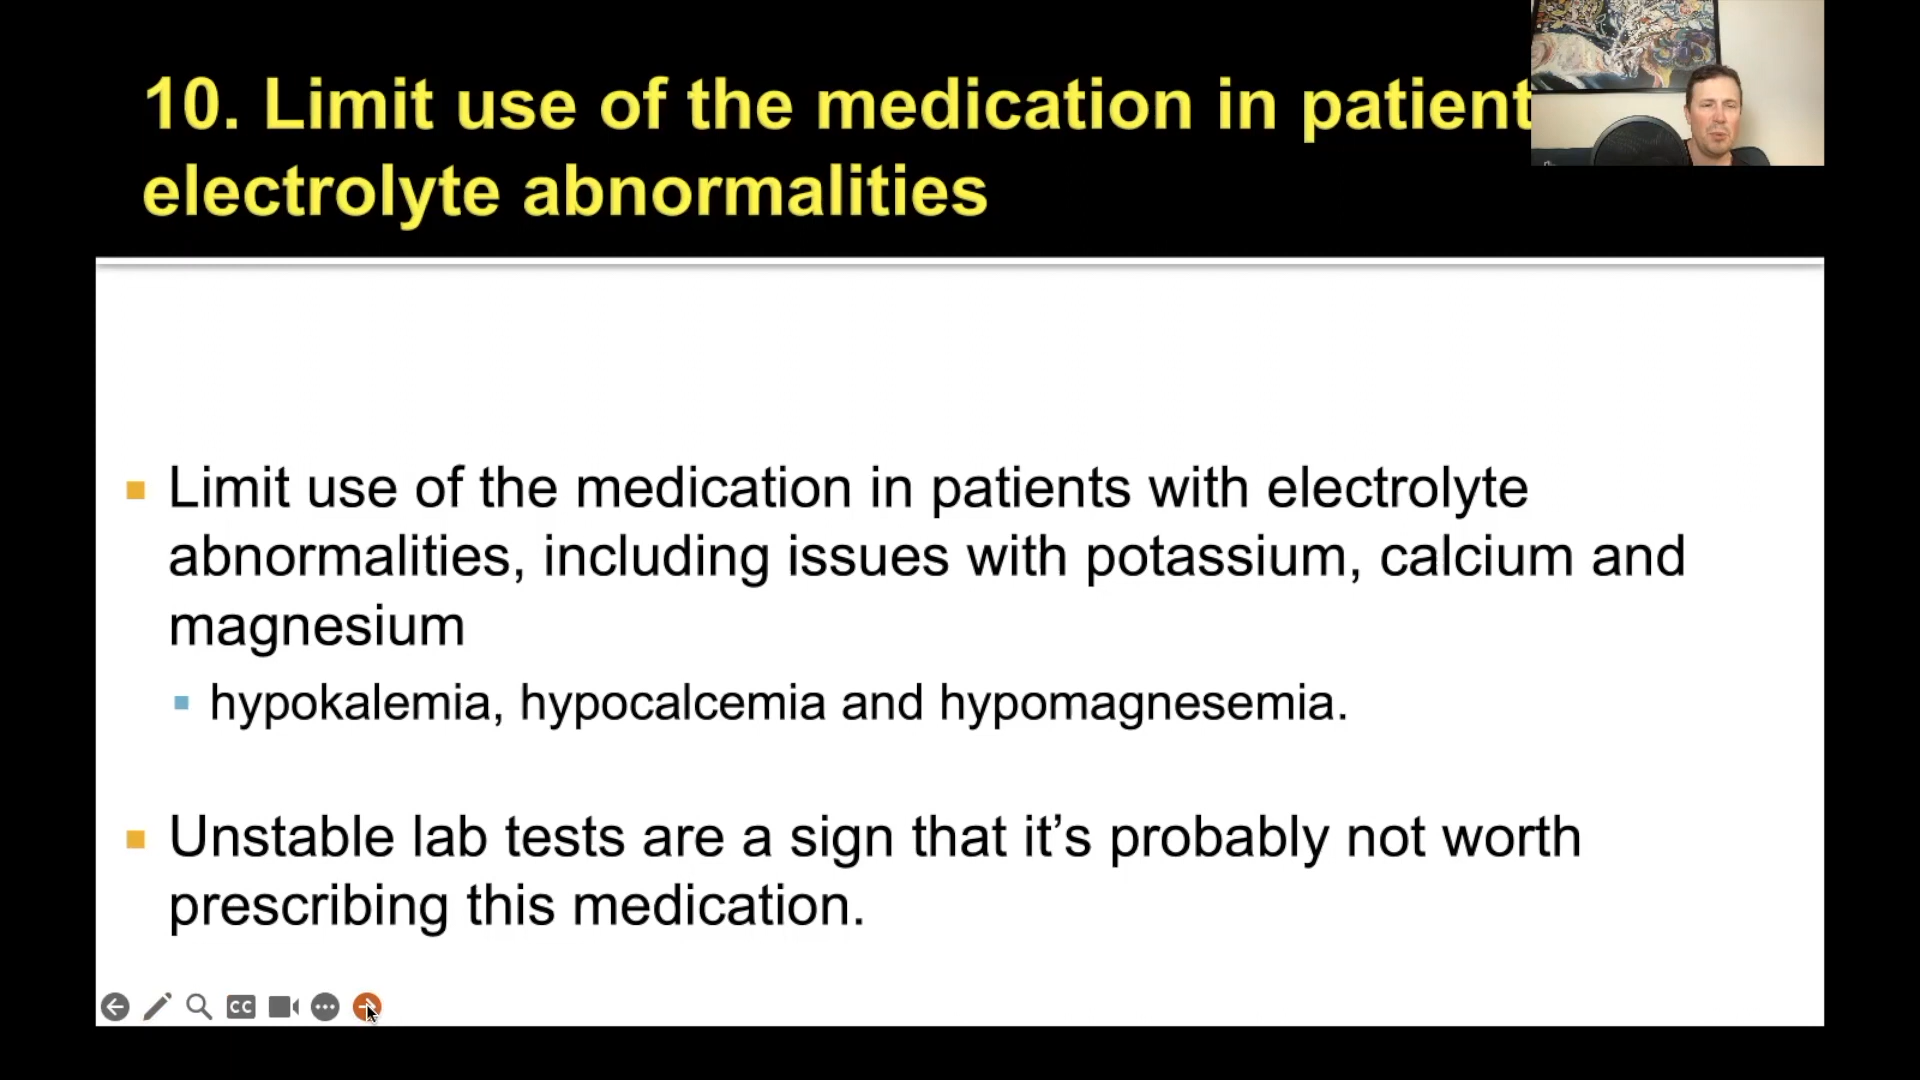 10. Limit use of the medication in patient
electrolyte abnormalities
Limit use of the medication in patients with electrolyte
abnormalities, including issues with potassium, calcium and
magnesium
hypokalemia, hypocalcemia and hypomagnesemia.
Unstable lab tests are a sign that it’s probably not worth
prescribing this medication.
CC